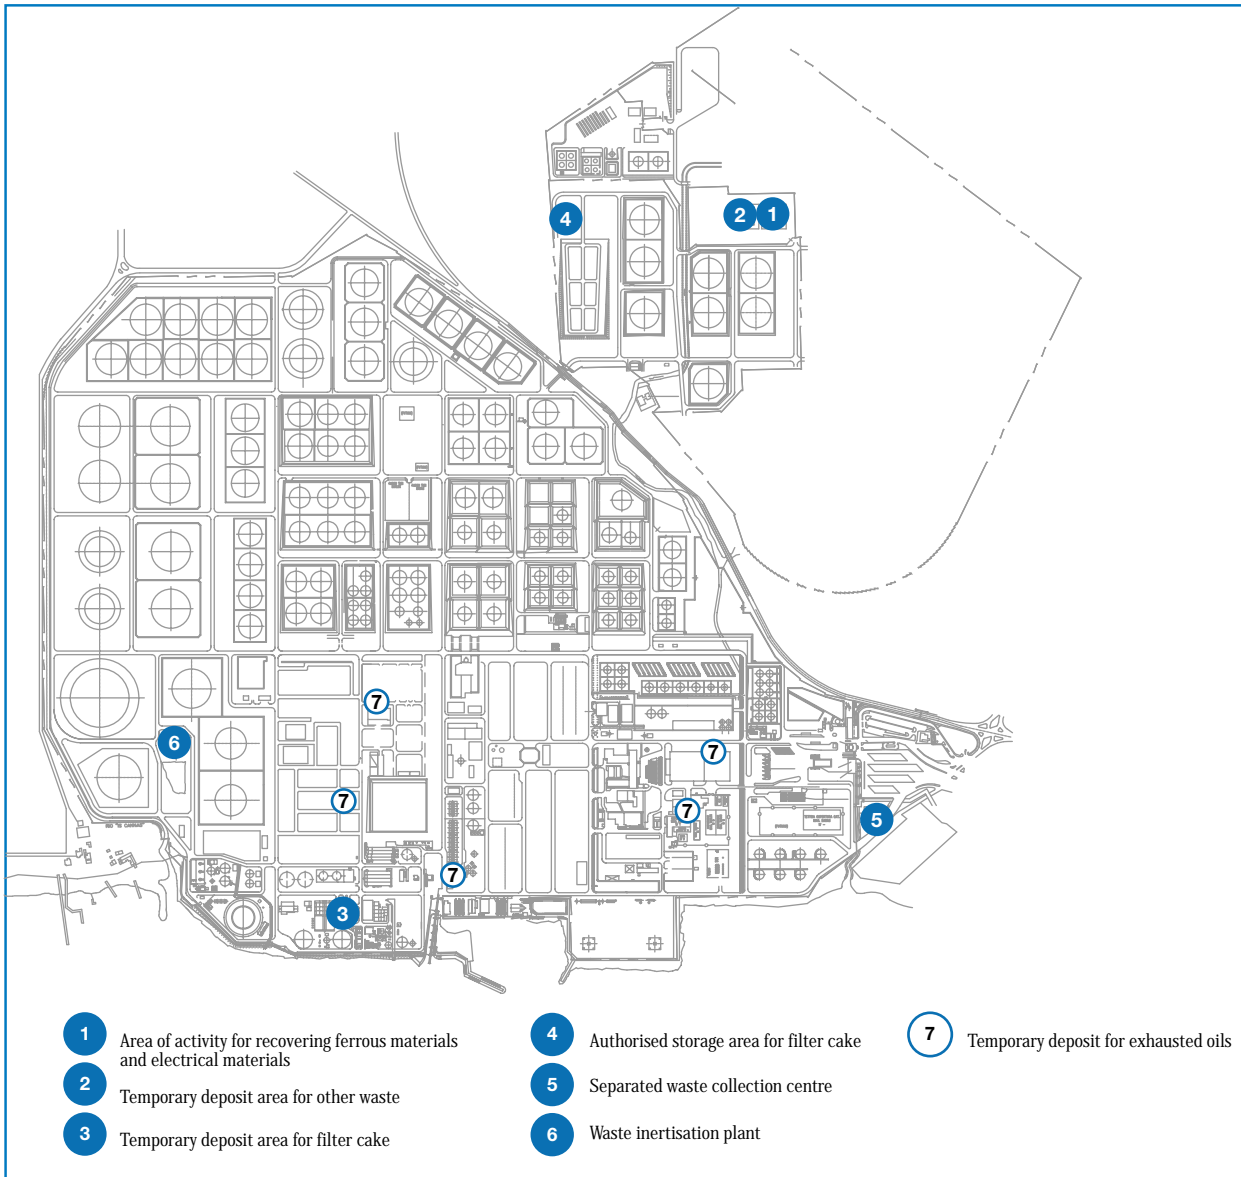 4
2
1
7
6
7
7
7
5
7
3
1
Area of activity for recovering ferrous materials
and electrical materials
2
Temporary deposit area for other waste
3
Temporary deposit area for filter cake
4
Authorised storage area for filter cake
5
Separated waste collection centre
6
Waste inertisation plant
7
Temporary deposit for exhausted oils